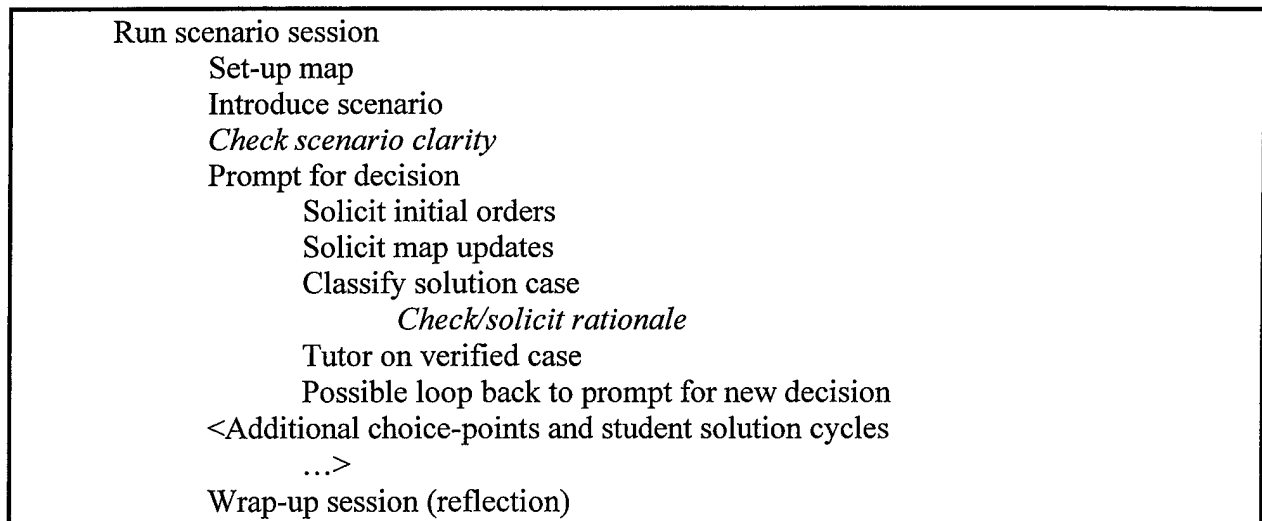 Run scenario session
Set-up map
Introduce scenario
Check scenario clarity
Prompt for decision
Solicit initial orders
Solicit map updates
Classify solution case
Check/solicit rationale
Tutor on verified case
Possible loop back to prompt for new decision
<Additional choice-points and student solution cycles
...>
Wrap-up session (reflection)